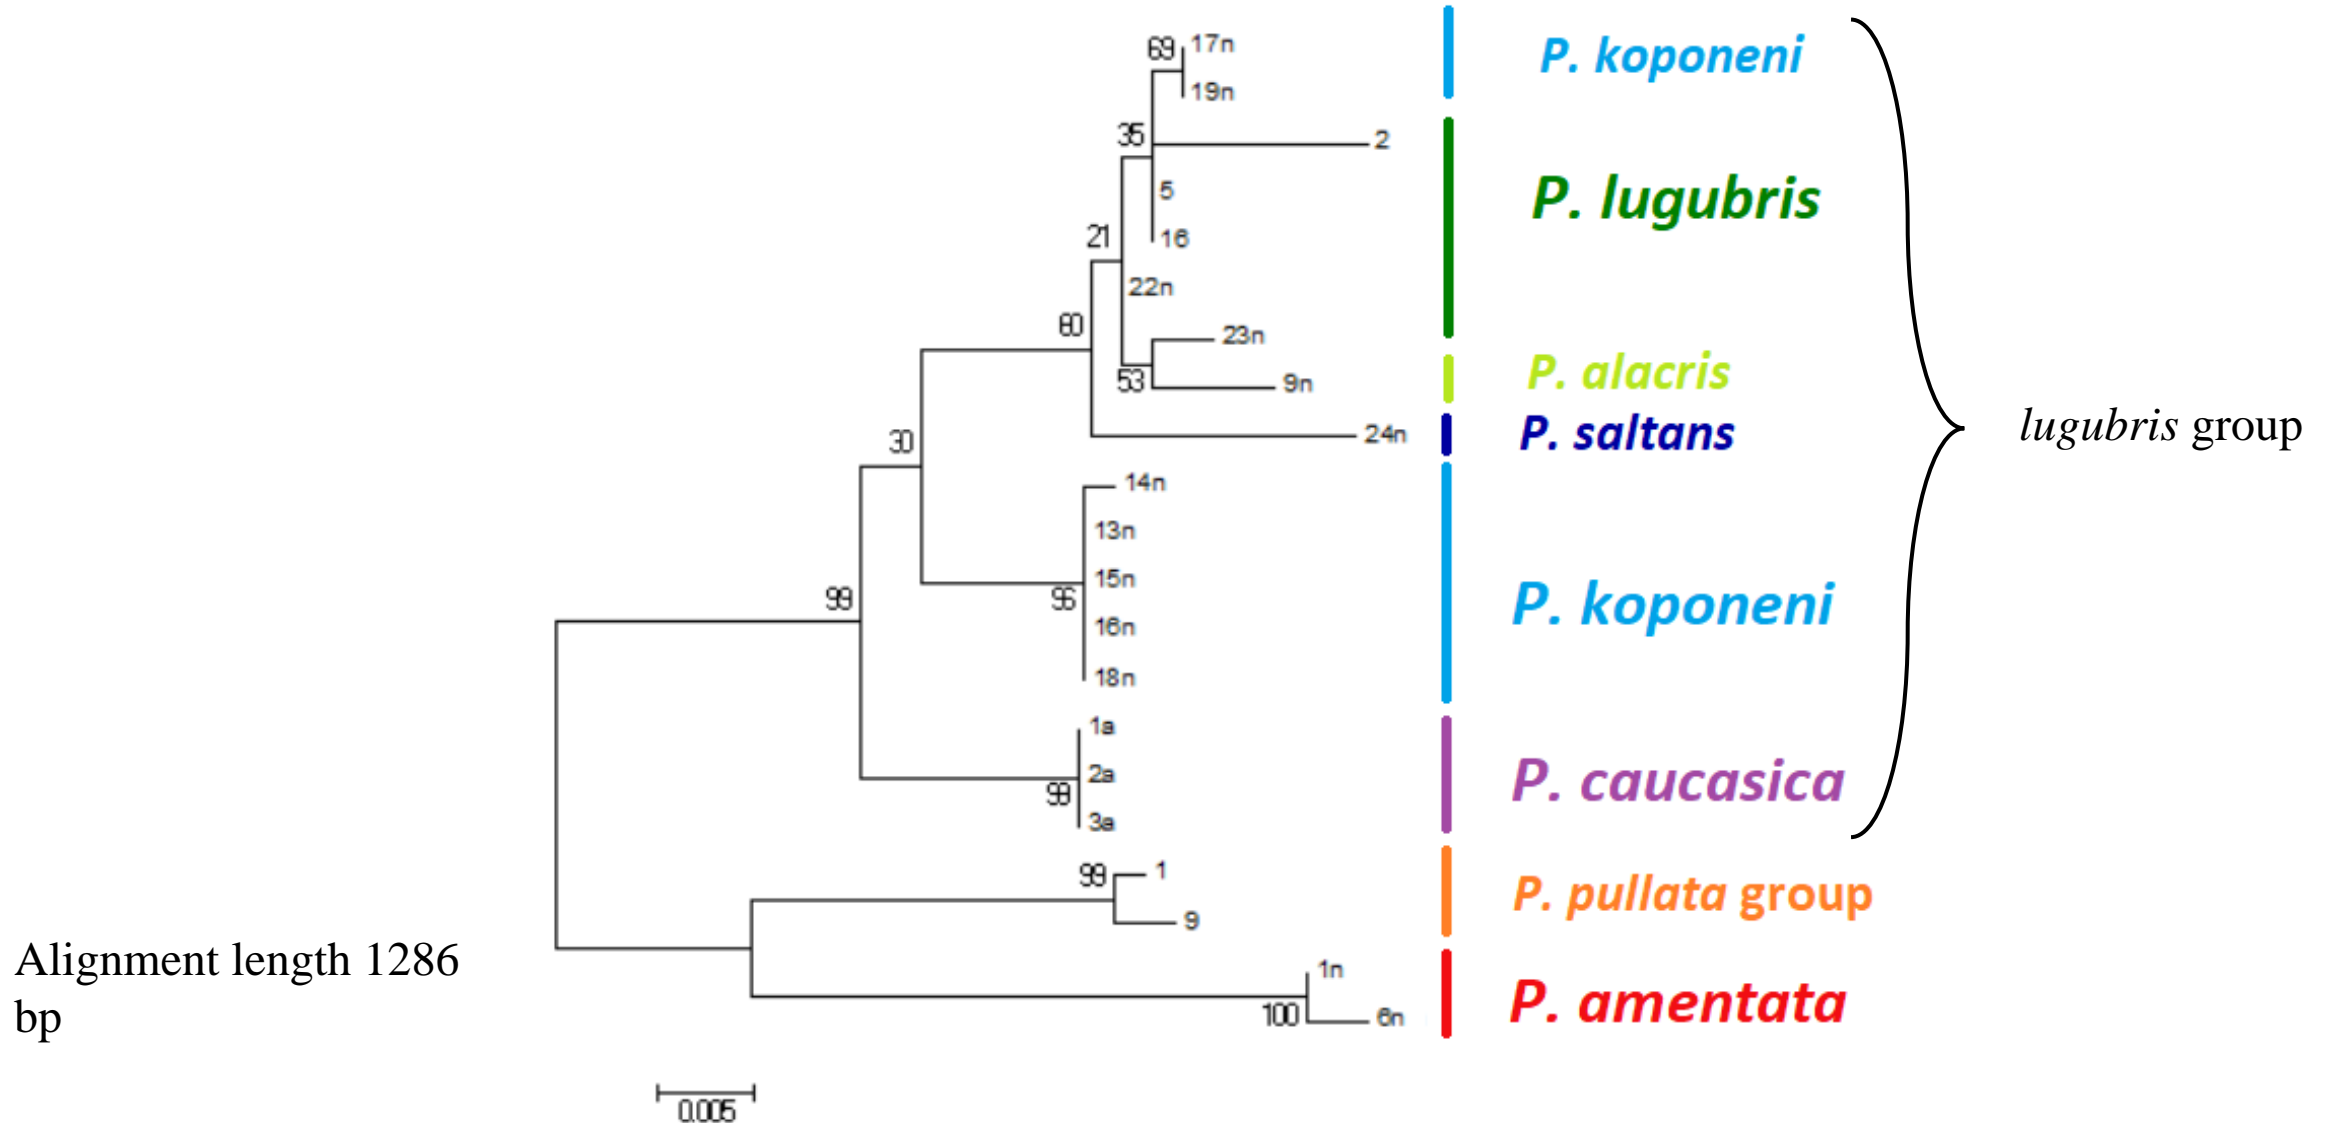 69
17n
P. koponeni
19n
35
2
5
P. lugubris
16
21
22n
60
23n
P. alacris
53
9n
24n
P. saltans
lugubris group
30
14n
13n
15n
99
96
P. koponeni
16n
18n
1a
2a
P. caucasica
98
3a
99
1
P. pullata group
9
Alignment length 1286
bp
1n
P. amentata
100
6n
0.005